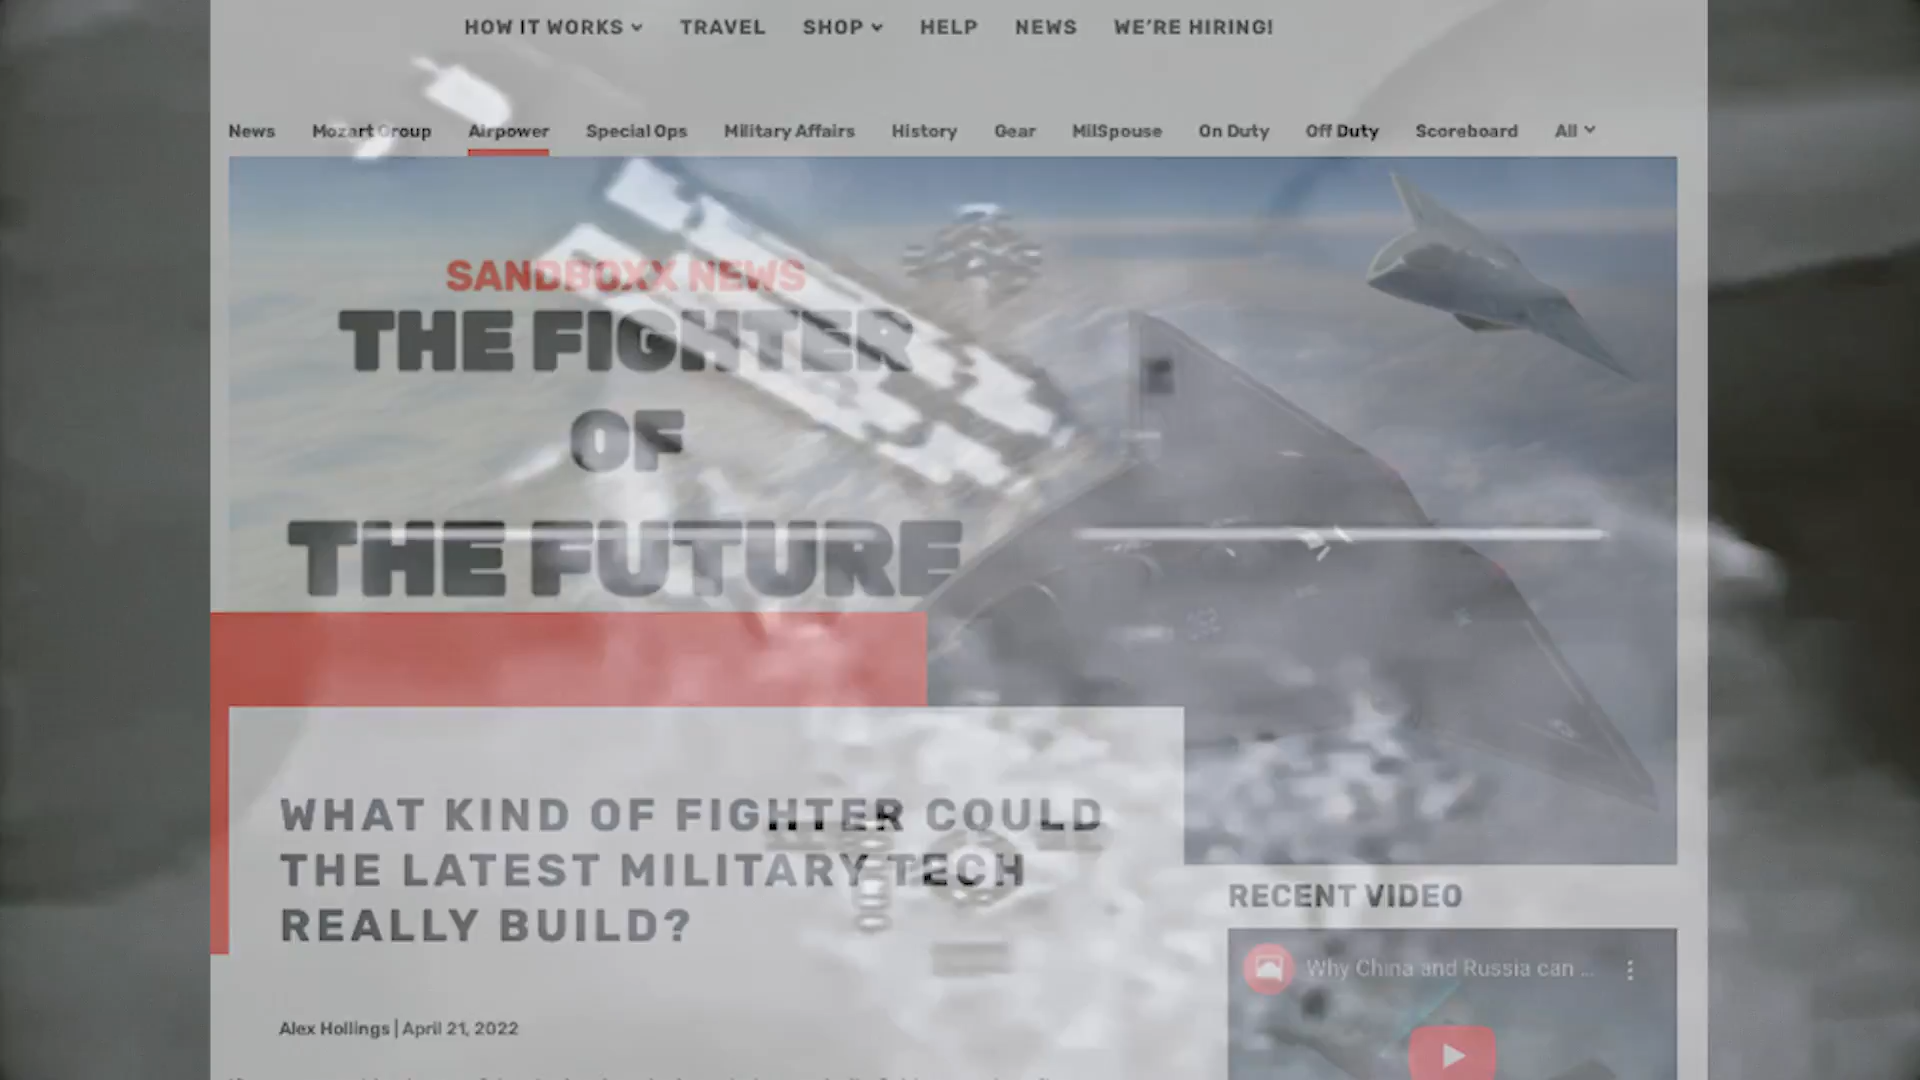 HOW IT WORKS TRAVEL SHOP HELP NEWS WE'RE HIRING!
News Mozart Group Airpower Special Ops Military Affairs History Gear MilSpouse On Duty Off Duty Scoreboard All
SANDBOXX NEWS
THE FIGHTER
OF
THE FUTURE
WHAT KIND OF FIGHTER COULD
THE LATEST MILITARY TECH
REALLY BUILD?
Alex Hollings | April 21, 2022
RECENT VIDEO
Why China and Russia can ...